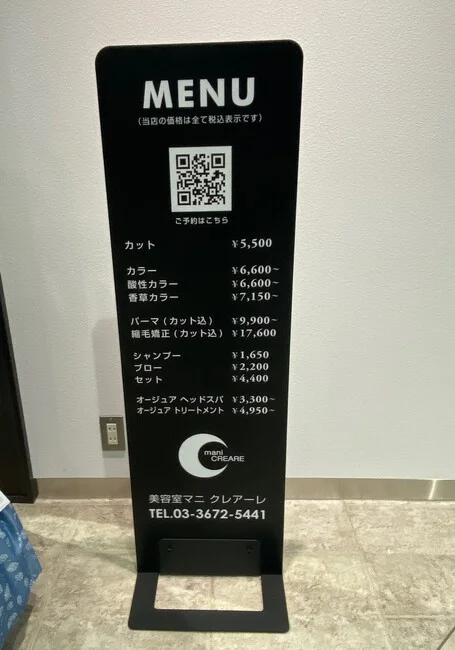 MENU
（当店の価格は全て税込表示です）
ご予約はこちら
カット ¥5,500
カラー ¥6,600~
酸性カラー ¥6,600~
香草カラー ¥7,150~
パーマ（カット込） ¥9,900~
縮毛矯正（カット込） ¥17,600
シャンプー ¥1,650
ブロー ¥2,200
セット ¥4,400
オージュア ヘッドスパ ¥3,300~
オージュア トリートメント ¥4,950~
mani
CREARE
美容室マニ クレアーレ
TEL.03-3672-5441